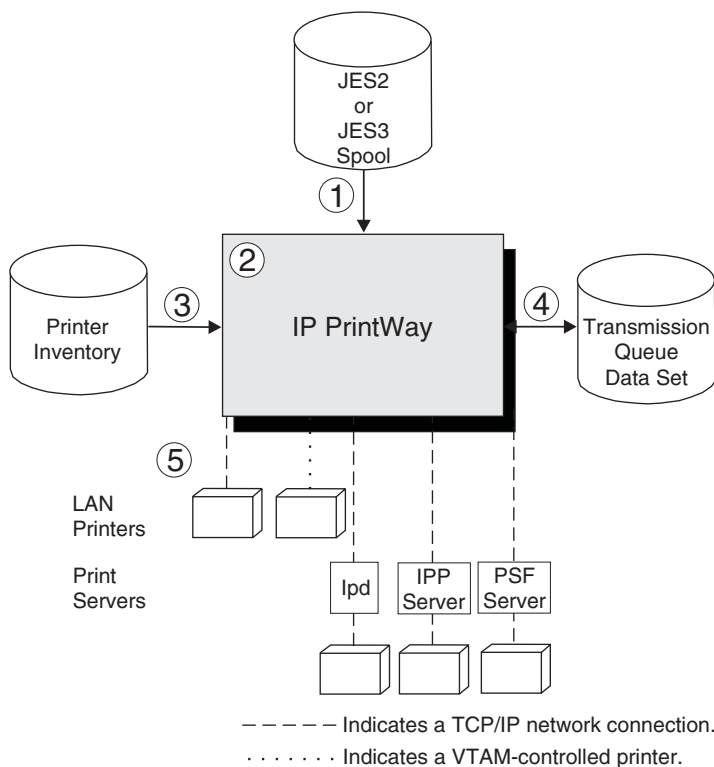 JES2
or
JES3
Spool
①
②
③
④
⑤
IP PrintWay
Printer
Inventory
Transmission
Queue
Data Set
LAN
Printers
Print
Servers
lpd
IPP
Server
PSF
Server
Indicates a TCP/IP network connection.
Indicates a VTAM-controlled printer.